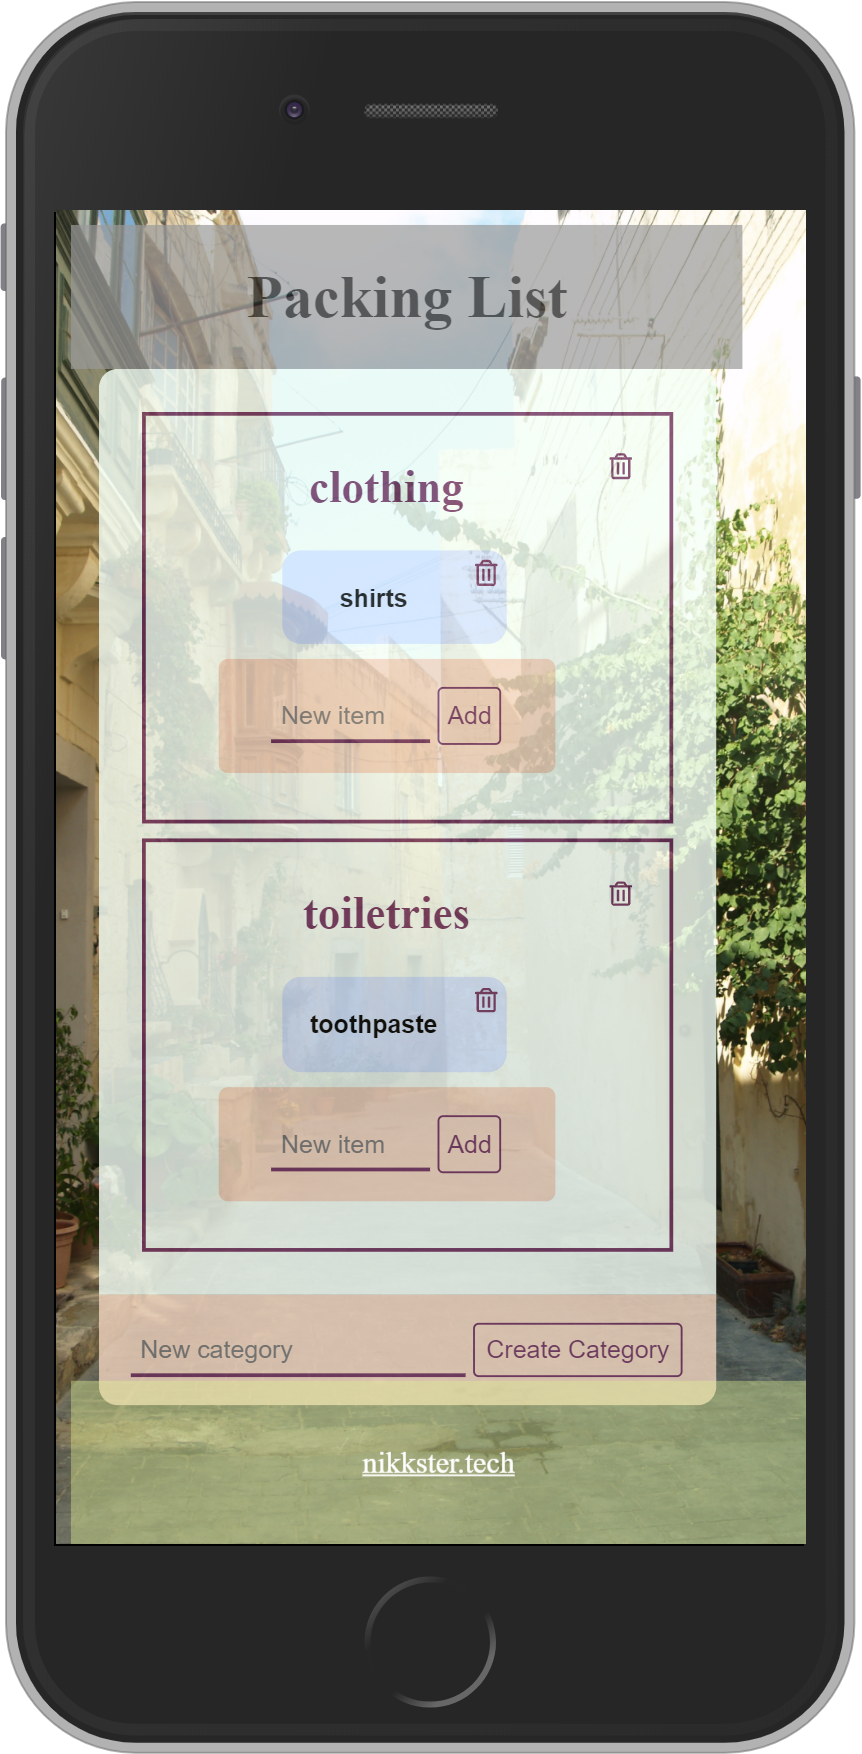 Packing List
clothing
shirts
New item Add
toiletries
toothpaste
New item Add
New category Create Category
nikkster.tech